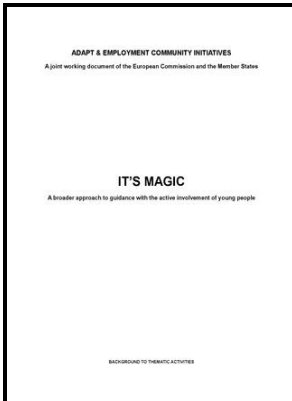 ADAPT & EMPLOYMENT COMMUNITY INITIATIVES
A joint working document of the European Commission and the Member States
IT'S MAGIC
A broader approach to guidance with the active involvement of young people
BACKGROUND TO THEMATIC ACTIVITIES